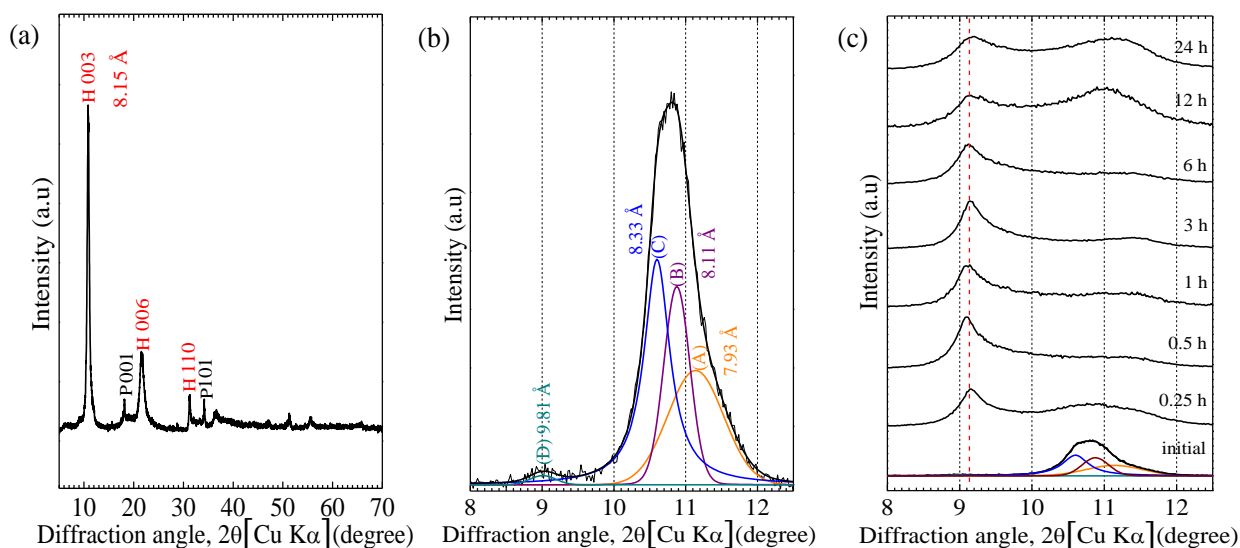 (a)
H 003
8.15 Å
P001
H 006
H 110
P101
Intensity (a.u)
10 20 30 40 50 60 70
Diffraction angle, 2θ[Cu Kα](degree)
(b)
(D) 9.81 Å
8.33 Å
(C)
(B)
8.11 Å
(A)
7.93 Å
Intensity (a.u)
8 9 10 11 12
Diffraction angle, 2θ[Cu Kα](degree)
(c)
24 h
12 h
6 h
3 h
1 h
0.5 h
0.25 h
initial
Intensity (a.u)
8 9 10 11 12
Diffraction angle, 2θ[Cu Kα](degree)